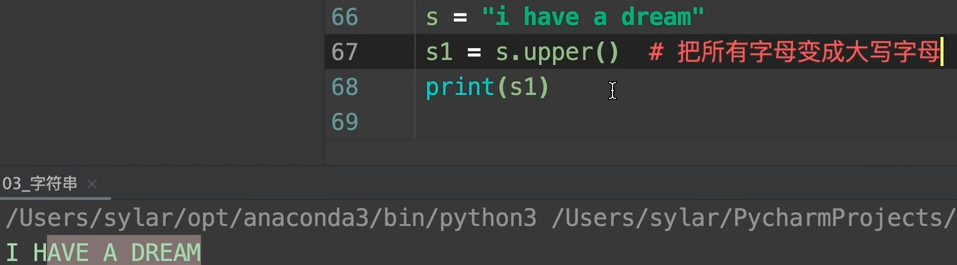 66 s = "i have a dream"
67 s1 = s.upper()  # 把所有字母变成大写字母
68 print(s1)
69
03_字符串 ×
/Users/sylar/opt/anaconda3/bin/python3 /Users/sylar/PycharmProjects/
I HAVE A DREAM